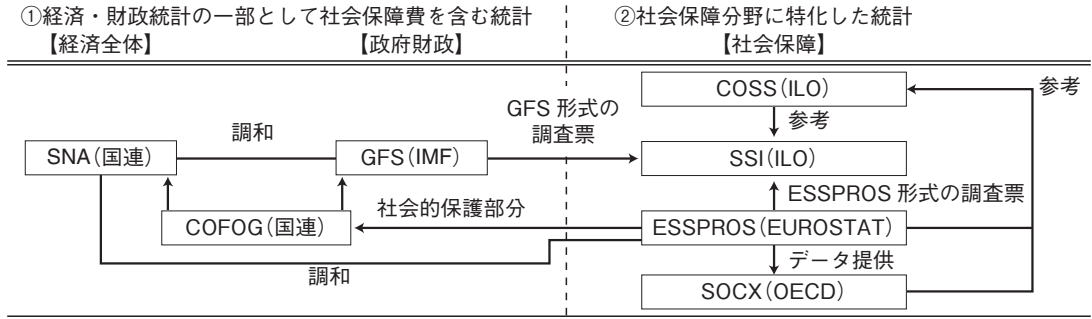 ①経済・財政統計の一部として社会保障費を含む統計
【経済全体】 【政府財政】
②社会保障分野に特化した統計
【社会保障】
COSS(ILO)
参考
参考
GFS 形式の
調査票
調和
SNA(国連)
GFS(IMF)
SSI(ILO)
ESSPROS 形式の調査票
社会的保護部分
COFOG(国連)
ESSPROS(EUROSTAT)
データ提供
調和
SOCX(OECD)